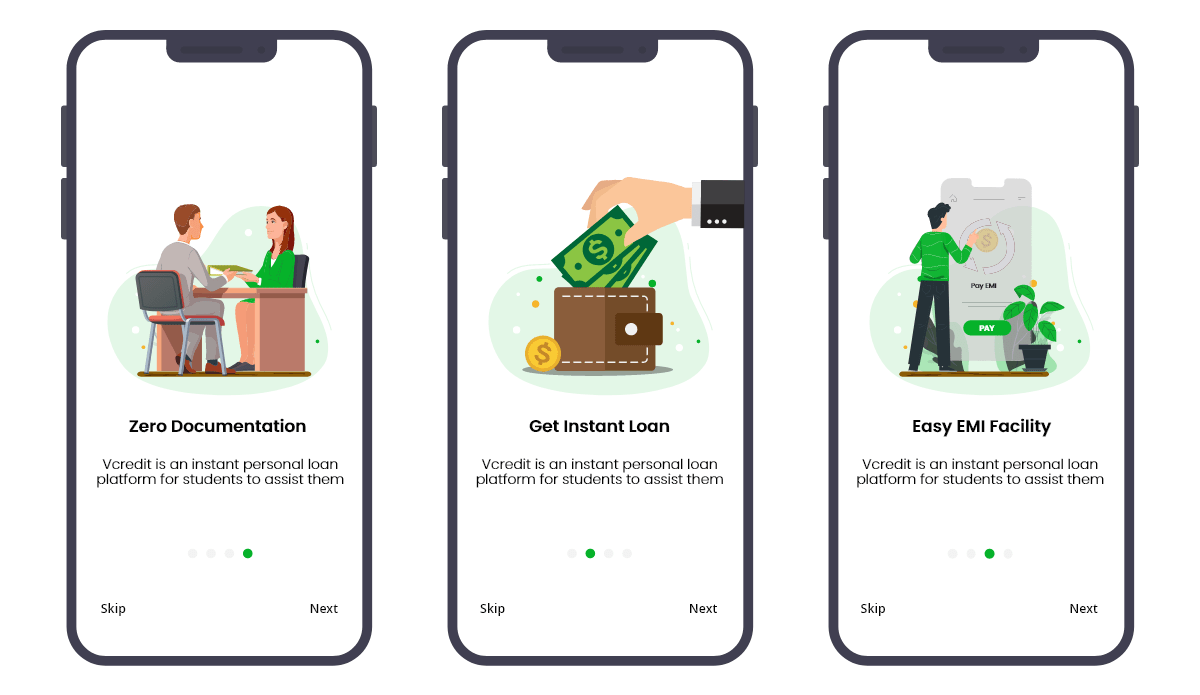 Zero Documentation
Vcredit is an instant personal loan
platform for students to assist them
Skip
Next
$
$
Get Instant Loan
Vcredit is an instant personal loan
platform for students to assist them
Skip
Next
$
Pay EMI
PAY
Easy EMI Facility
Vcredit is an instant personal loan
platform for students to assist them
Skip
Next